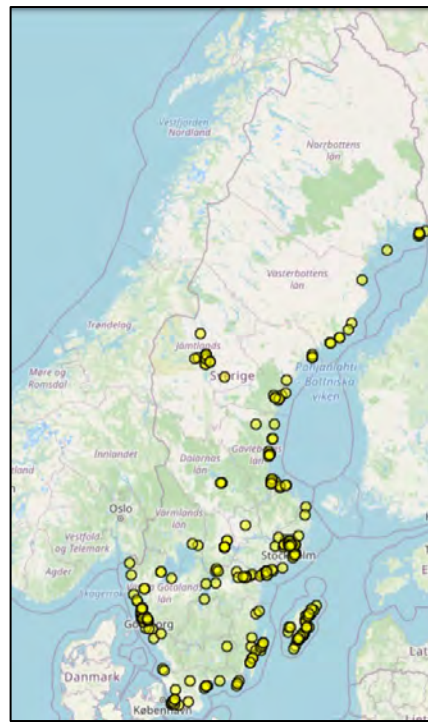 Vestfjorden
Nordland
Norrbottens
län
Västerbottens
län
Trøndelag
Jämtlands
Sverige
Pohjanlahti
Bottniska
viken
Møre og
Romsdal
Innlandet
Dalarnas
län
Gävleborgs
län
Värmlands
län
Oslo
Vestfold
og Telemark
Agder
Stockholm
Skagerrak
Götalands
län
Göteborg
Danmark
København
Lat